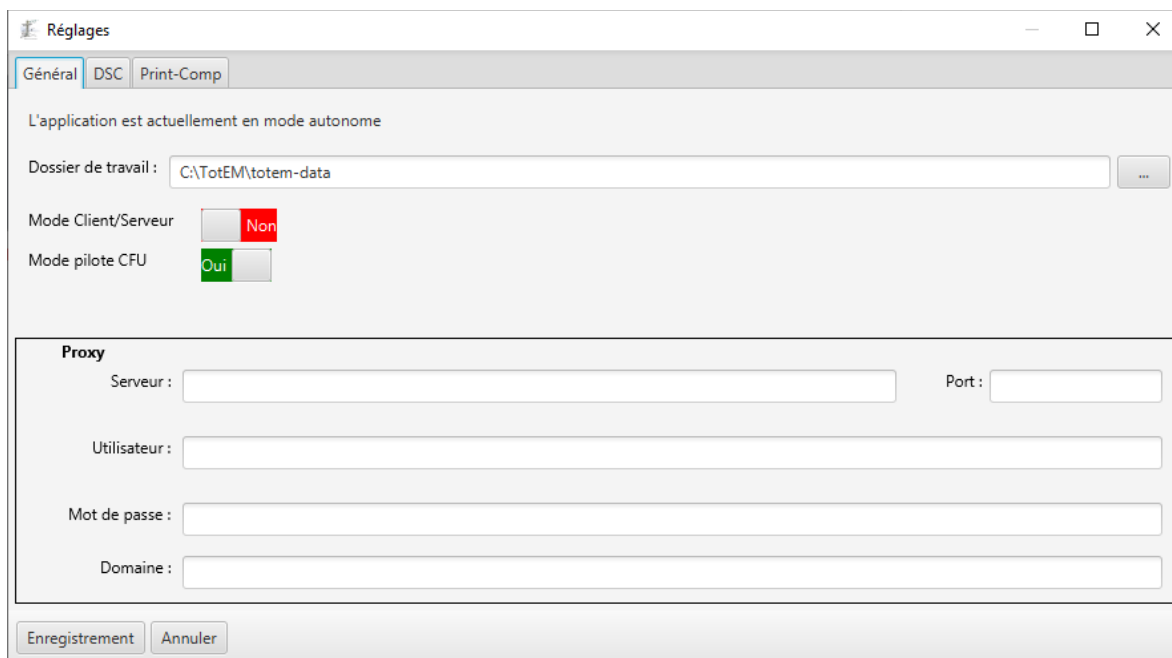 Réglages
Général DSC Print-Comp
L'application est actuellement en mode autonome
Dossier de travail : C:\TotEM\totem-data ...
Mode Client/Serveur Non
Mode pilote CFU Oui
Proxy
Serveur : Port :
Utilisateur :
Mot de passe :
Domaine :
Enregistrement Annuler